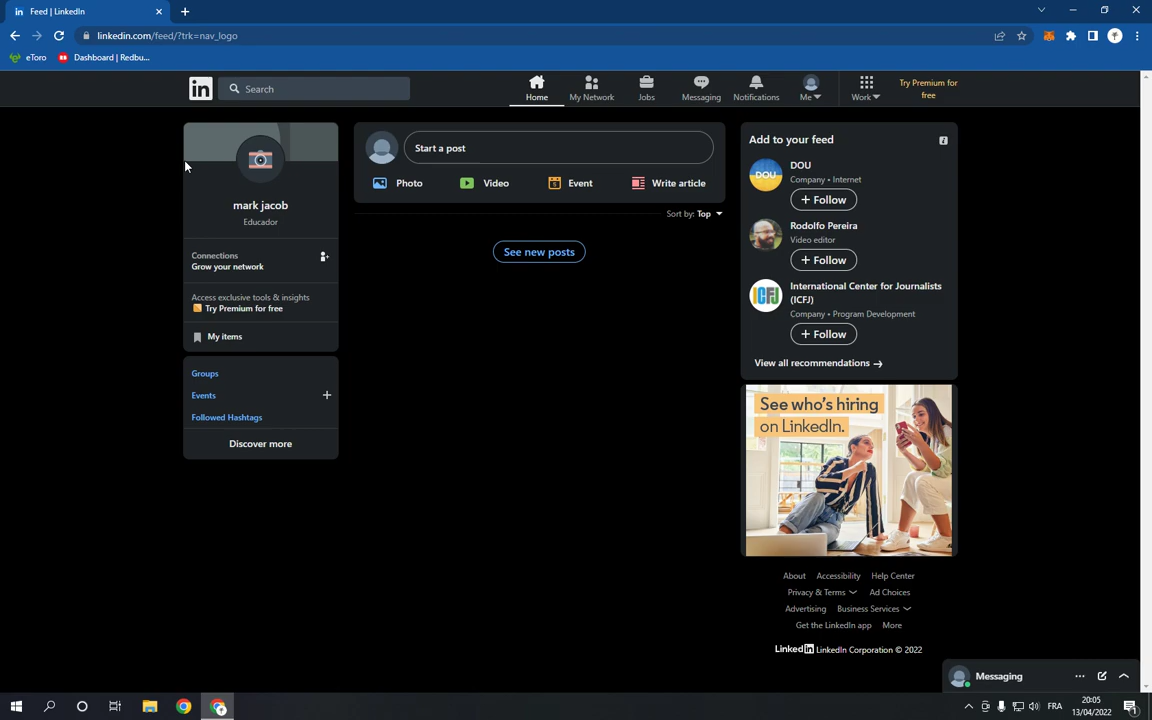 Feed | LinkedIn
linkedin.com/feed/?trk=nav_logo
eToro
Dashboard | Redbu...
in
Search
Home
My Network
Jobs
Messaging
Notifications
Me
Work
Try Premium for
free
mark jacob
Educador
Connections
Grow your network
Access exclusive tools & insights
Try Premium for free
My items
Groups
Events
Followed Hashtags
Discover more
Start a post
Photo
Video
Event
Write article
Sort by: Top
See new posts
Add to your feed
DOU
DOU
Company • Internet
+ Follow
Rodolfo Pereira
Video editor
+ Follow
ICFJ
International Center for Journalists
(ICFJ)
Company • Program Development
+ Follow
View all recommendations →
See who's hiring
on LinkedIn.
About Accessibility Help Center
Privacy & Terms Ad Choices
Advertising Business Services
Get the LinkedIn app More
LinkedIn LinkedIn Corporation © 2022
Messaging
FRA
20:05
13/04/2022